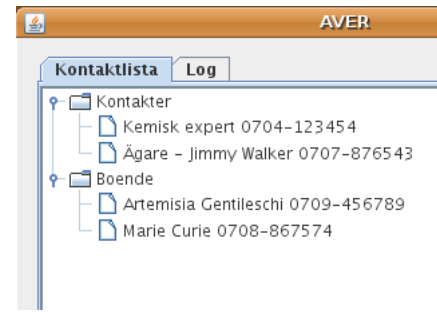 AVER
Kontaktlista Log
Kontakter
Kemisk expert 0704-123454
Ägare - Jimmy Walker 0707-876543
Boende
Artemisia Gentileschi 0709-456789
Marie Curie 0708-867574